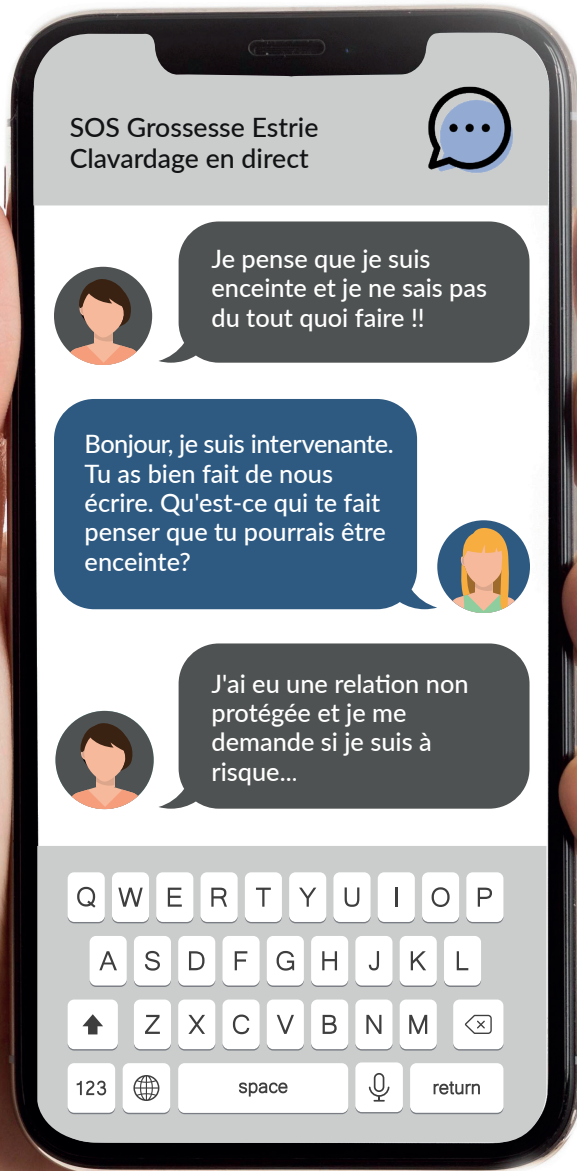 SOS Grossesse Estrie
Clavardage en direct
Je pense que je suis
enceinte et je ne sais pas
du tout quoi faire !!
Bonjour, je suis intervenante.
Tu as bien fait de nous
écrire. Qu'est-ce qui te fait
penser que tu pourrais être
enceinte?
J'ai eu une relation non
protégée et je me
demande si je suis à
risque...
Q W E R T Y U I O P
A S D F G H J K L
Z X C V B N M
123 space return